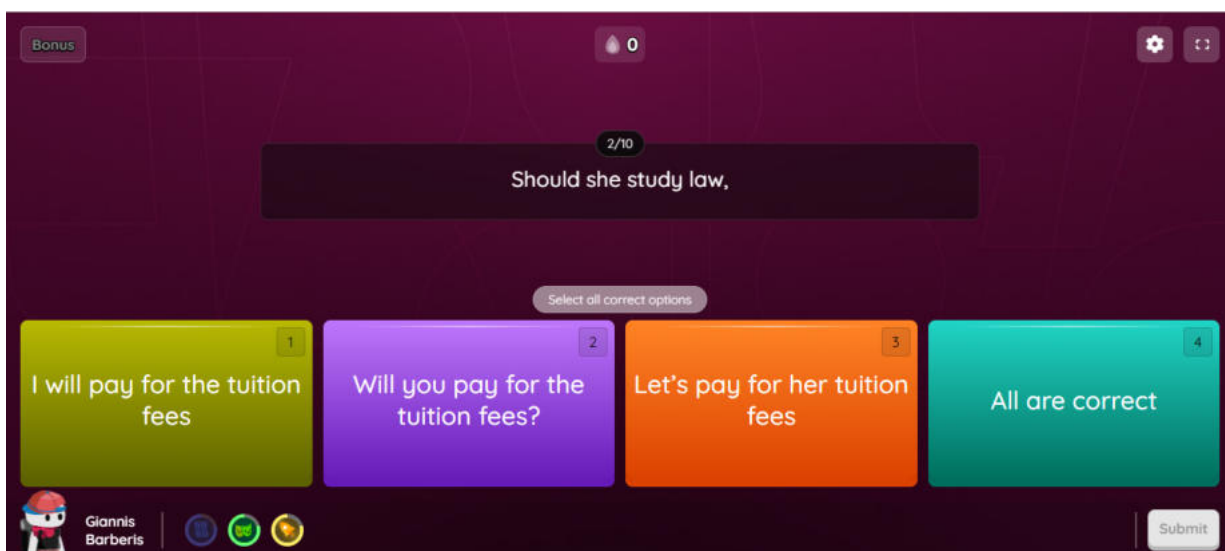 Bonus
0
2/10
Should she study law,
Select all correct options
1
I will pay for the tuition
fees
2
Will you pay for the
tuition fees?
3
Let's pay for her tuition
fees
4
All are correct
Giannis
Barberis
Submit